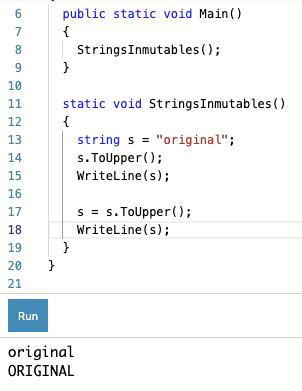 6 public static void Main()
7 {
8 StringsInmutables();
9 }
10
11 static void StringsInmutables()
12 {
13 string s = "original";
14 s.ToUpper();
15 WriteLine(s);
16
17 s = s.ToUpper();
18 WriteLine(s);
19 }
20 }
21
Run
original
ORIGINAL